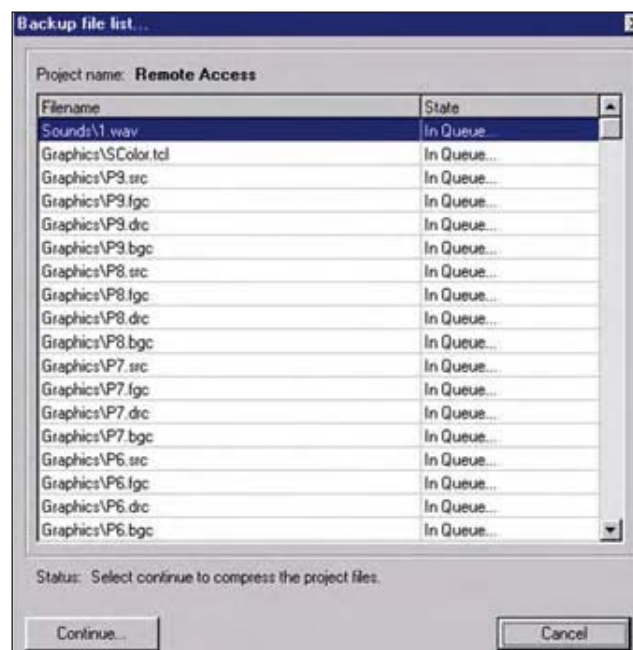 Backup file list...
Project name: Remote Access
Filename State
Sounds\1.wav In Queue...
Graphics\SColor.tcl In Queue...
Graphics\P9.src In Queue...
Graphics\P9.fgc In Queue...
Graphics\P9.drc In Queue...
Graphics\P9.bgc In Queue...
Graphics\P8.src In Queue...
Graphics\P8.fgc In Queue...
Graphics\P8.drc In Queue...
Graphics\P8.bgc In Queue...
Graphics\P7.src In Queue...
Graphics\P7.fgc In Queue...
Graphics\P7.drc In Queue...
Graphics\P7.bgc In Queue...
Graphics\P6.src In Queue...
Graphics\P6.fgc In Queue...
Graphics\P6.drc In Queue...
Graphics\P6.bgc In Queue...
Status: Select continue to compress the project files.
Continue... Cancel